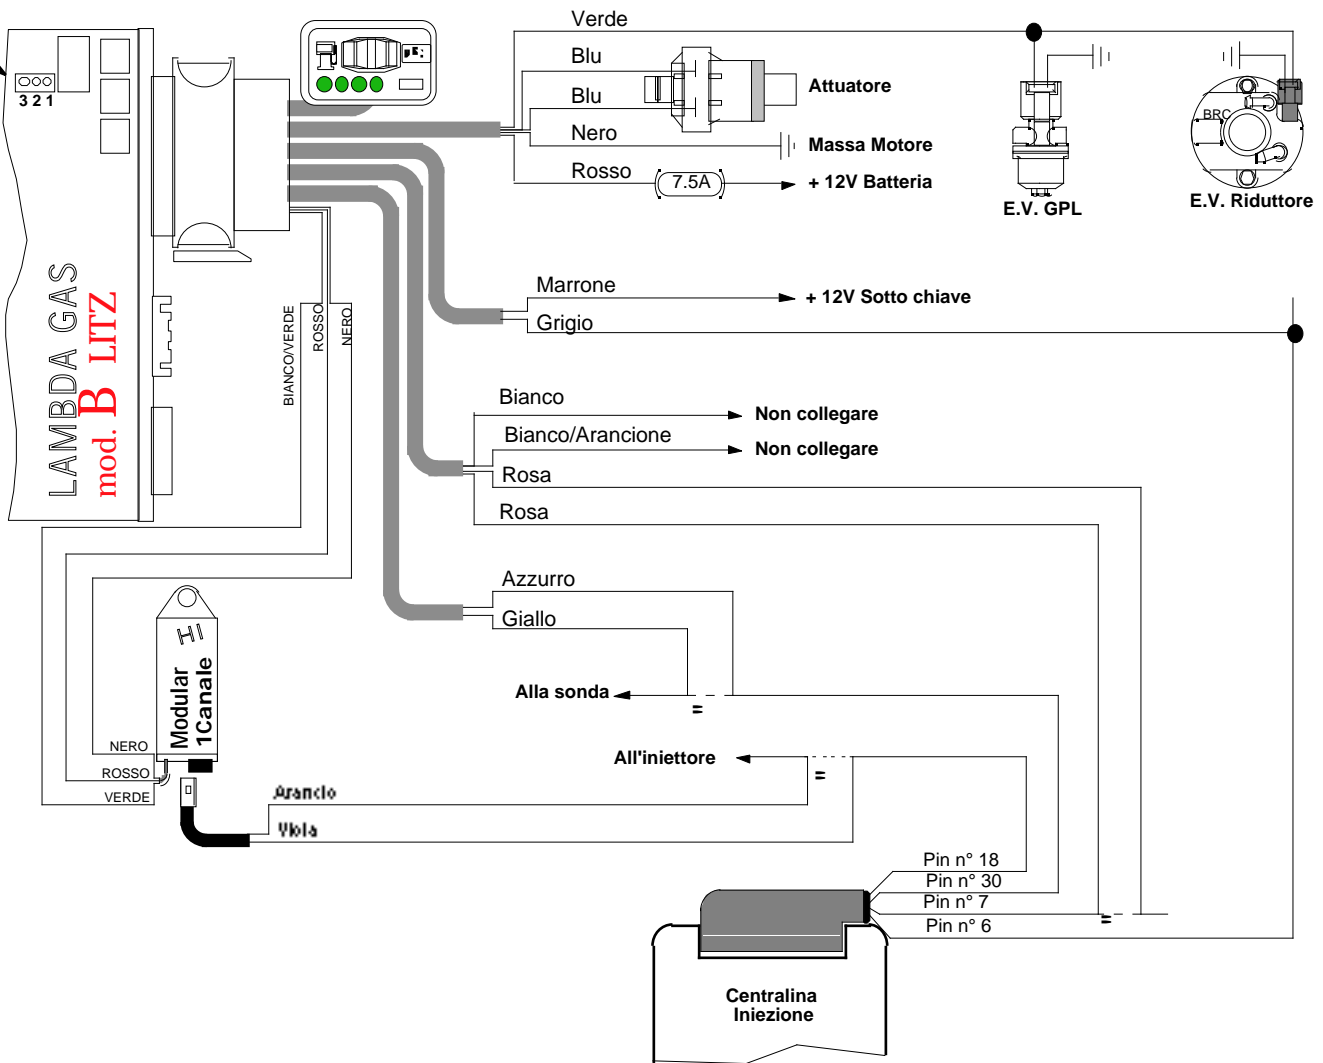 Verde
Blu
Blu
Nero
Rosso
7.5A
Attuatore
Massa Motore
+ 12V Batteria
E.V. GPL
BRC
E.V. Riduttore
3 2 1
LAMBDA GAS
mod. B LITZ
BIANCO/VERDE
ROSSO
NERO
Marrone
+ 12V Sotto chiave
Grigio
Bianco
Non collegare
Bianco/Arancione
Non collegare
Rosa
Rosa
Azzurro
Giallo
Alla sonda
All'iniettore
HI
Modular
1Canale
NERO
ROSSO
VERDE
Arancio
Viola
Pin n° 18
Pin n° 30
Pin n° 7
Pin n° 6
Centralina
Iniezione